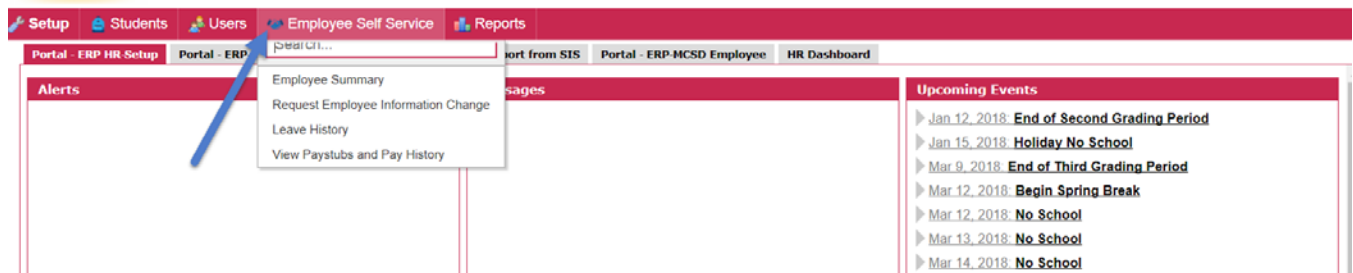 Setup Students Users Employee Self Service Reports
Portal - ERP HR-Setup Portal - ERP ort from SIS Portal - ERP-MCSD Employee HR Dashboard
Search...
Employee Summary
Request Employee Information Change
Leave History
View Paystubs and Pay History
Alerts
sages
Upcoming Events
Jan 12, 2018: End of Second Grading Period
Jan 15, 2018: Holiday No School
Mar 9, 2018: End of Third Grading Period
Mar 12, 2018: Begin Spring Break
Mar 12, 2018: No School
Mar 13, 2018: No School
Mar 14, 2018: No School